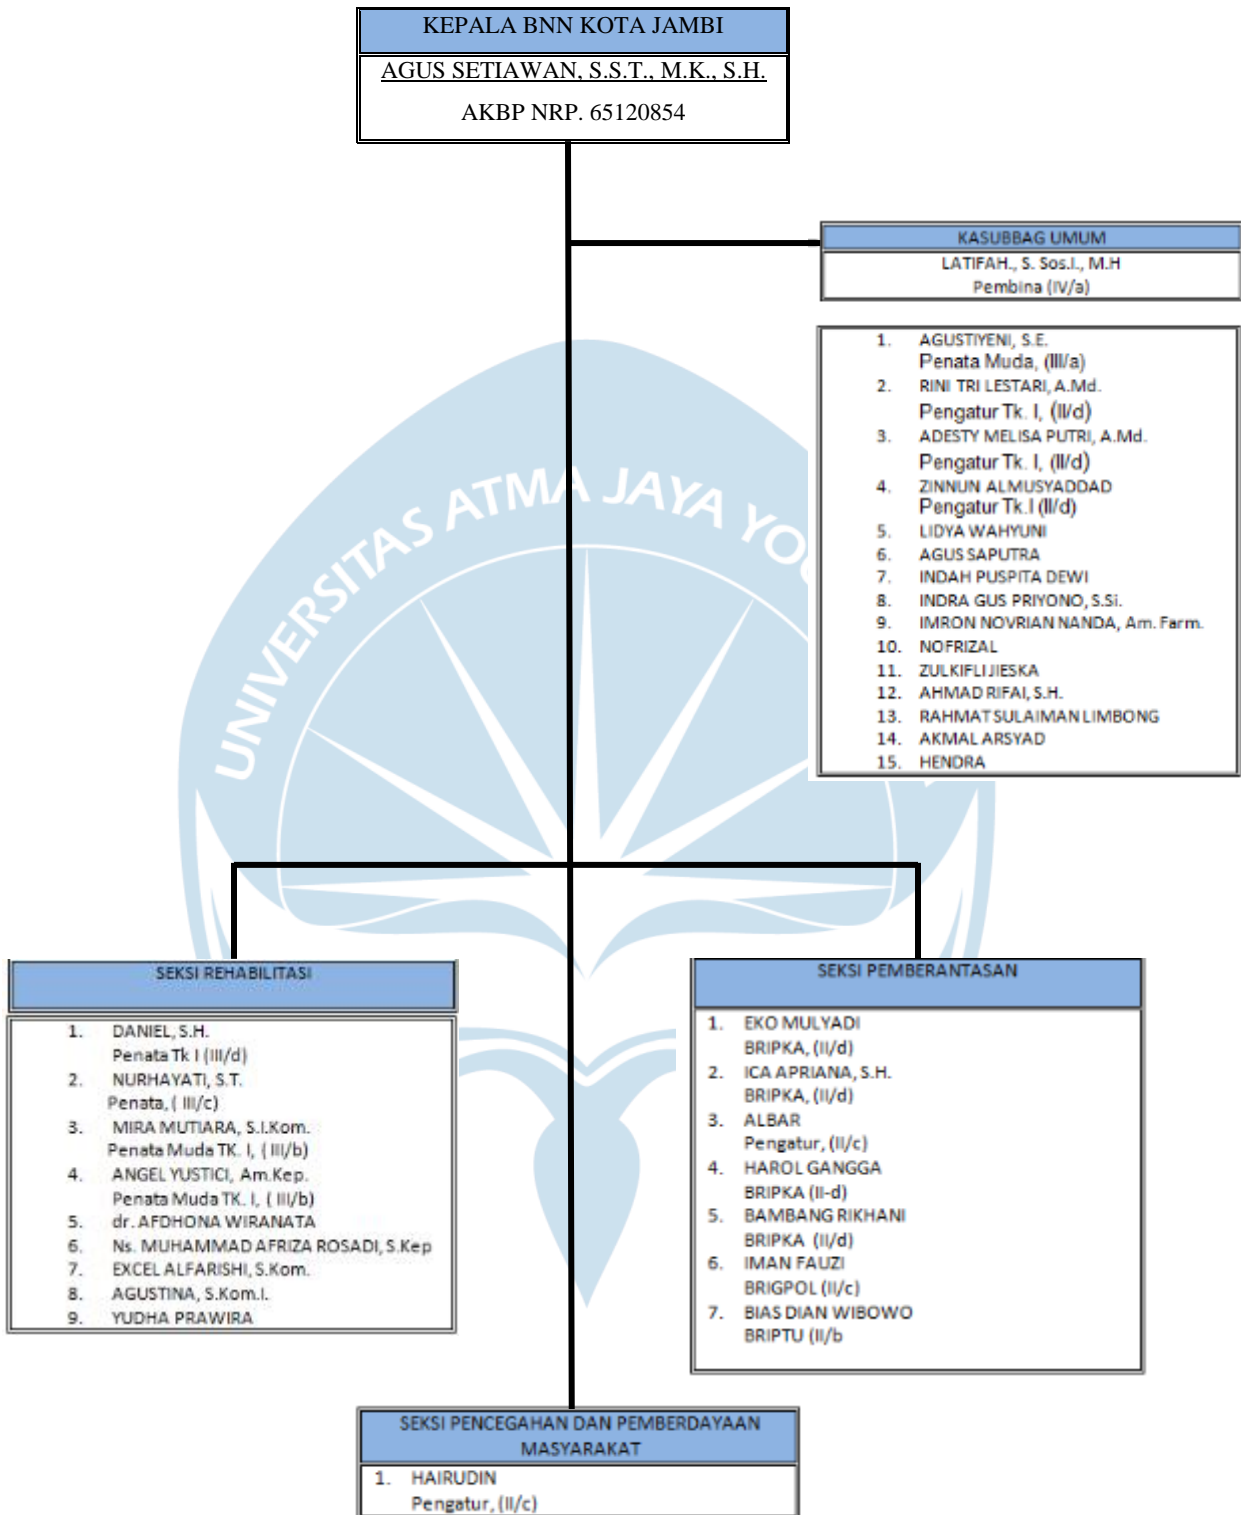 KEPALA BNN KOTA JAMBI
AGUS SETIAWAN, S.S.T., M.K., S.H.
AKBP NRP. 65120854
KASUBBAG UMUM
LATIFAH., S. Sos.I., M.H
Pembina (IV/a)
1. AGUSTIYENI, S.E.
Penata Muda, (III/a)
2. RINI TRI LESTARI, A.Md.
Pengatur Tk. I, (II/d)
3. ADESTY MELISA PUTRI, A.Md.
Pengatur Tk. I, (II/d)
4. ZINNUN ALMUSYADDAD
Pengatur Tk.I (II/d)
5. LIDYA WAHYUNI
6. AGUS SAPUTRA
7. INDAH PUSPITA DEWI
8. INDRA GUS PRIYONO, S.Si.
9. IMRON NOVRIAN NANDA, Am. Farm.
10. NOFRIZAL
11. ZULKIFLI JIESKA
12. AHMAD RIFAI, S.H.
13. RAHMAT SULAIMAN LIMBONG
14. AKMAL ARSYAD
15. HENDRA
UNIVERSITAS ATMA JAYA YO
SEKSI REHABILITASI
1. DANIEL, S.H.
Penata Tk I (III/d)
2. NURHAYATI, S.T.
Penata, ( III/c)
3. MIRA MUTIARA, S.I.Kom.
Penata Muda TK. I, ( III/b)
4. ANGEL YUSTICI, Am.Kep.
Penata Muda TK. I, ( III/b)
5. dr. AFDHONA WIRANATA
6. Ns. MUHAMMAD AFRIZA ROSADI, S.Kep
7. EXCEL ALFARISHI, S.Kom.
8. AGUSTINA, S.Kom.I.
9. YUDHA PRAWIRA
SEKSI PEMBERANTASAN
1. EKO MULYADI
BRIPKA, (II/d)
2. ICA APRIANA, S.H.
BRIPKA, (II/d)
3. ALBAR
Pengatur, (II/c)
4. HAROL GANGGA
BRIPKA (II-d)
5. BAMBANG RIKHANI
BRIPKA (II/d)
6. IMAN FAUZI
BRIGPOL (II/c)
7. BIAS DIAN WIBOWO
BRIPTU (II/b
SEKSI PENCEGAHAN DAN PEMBERDAYAAN
MASYARAKAT
1. HAIRUDIN
Pengatur, (II/c)